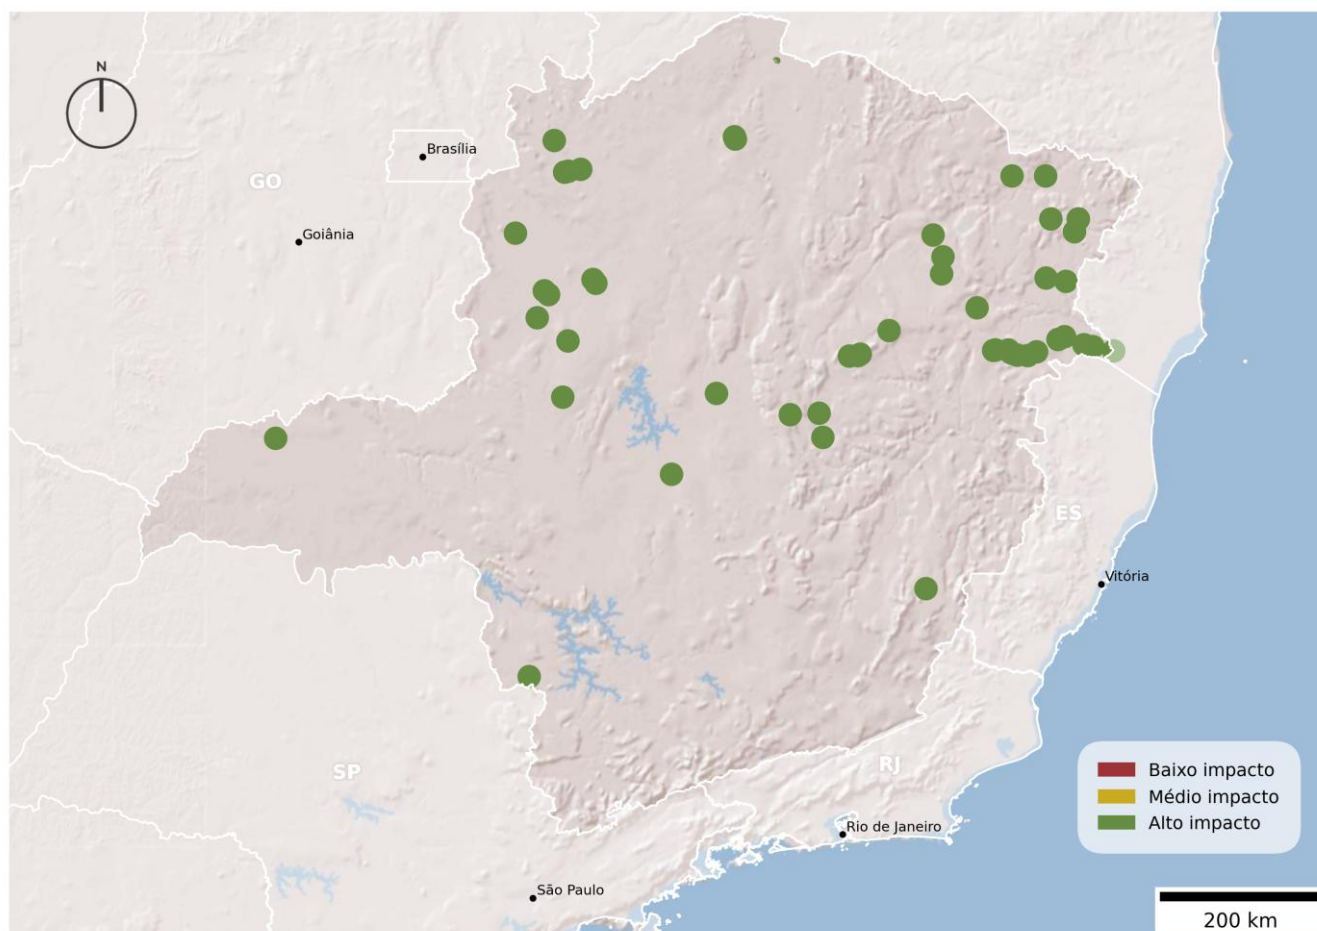 N
Brasília
GO
Goiânia
ES
Vitória
SP
RJ
Rio de Janeiro
São Paulo
Baixo impacto
Médio impacto
Alto impacto
200 km